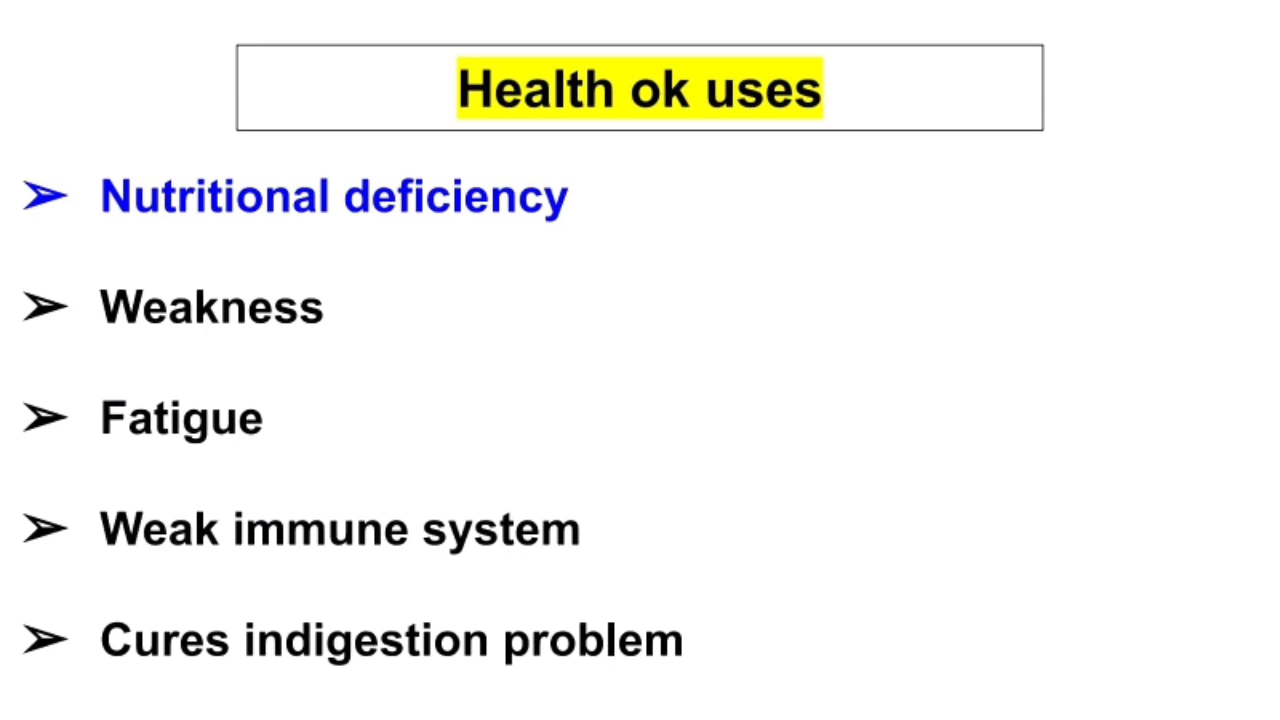 Health ok uses
➢ Nutritional deficiency
➢ Weakness
➢ Fatigue
➢ Weak immune system
➢ Cures indigestion problem